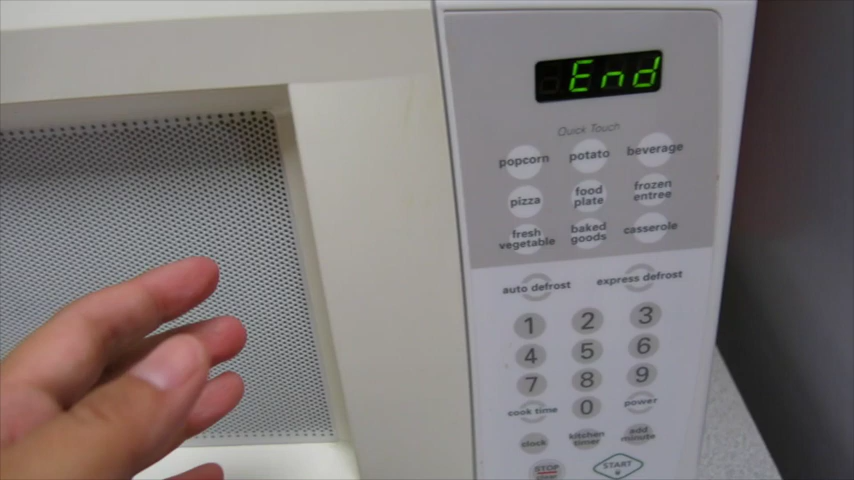 End
Quick Touch
popcorn potato beverage
pizza food plate frozen entree
fresh vegetable baked goods casserole
auto defrost express defrost
1 2 3
4 5 6
7 8 9
cook time 0 power
clock kitchen timer add minute
STOP clear START